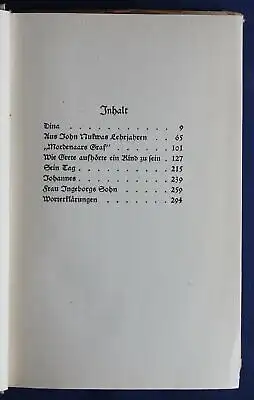 Inhalt
Dina . . . . . . . . . . . 9
Aus John Nukwas Lehrjahren . . . . 65
„Mordenaars Graf“ . . . . . . . 101
Wie Grete aufhörte ein Kind zu sein . . . 127
Sein Tag . . . . . . . . . . 215
Johannes . . . . . . . . . . 239
Frau Ingeborgs Sohn . . . . . . 259
Worterklärungen . . . . . . . 294